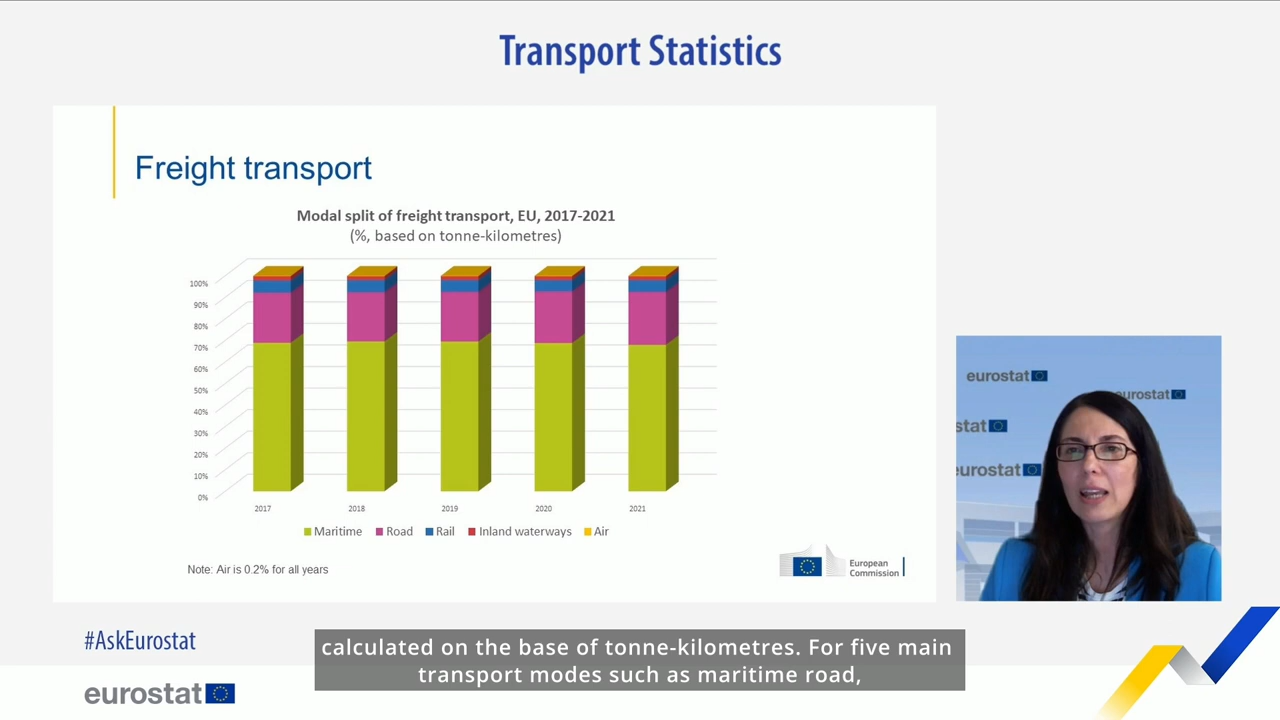 Transport Statistics
Freight transport
Modal split of freight transport, EU, 2017-2021
(%, based on tonne-kilometres)
100%
90%
80%
70%
60%
50%
40%
30%
20%
10%
0%
2017 2018 2019 2020 2021
Maritime Road Rail Inland waterways Air
Note: Air is 0.2% for all years
European
Commission
eurostat
eurostat
stat
eurostat
#AskEurostat
calculated on the base of tonne-kilometres. For five main
transport modes such as maritime road,
eurostat